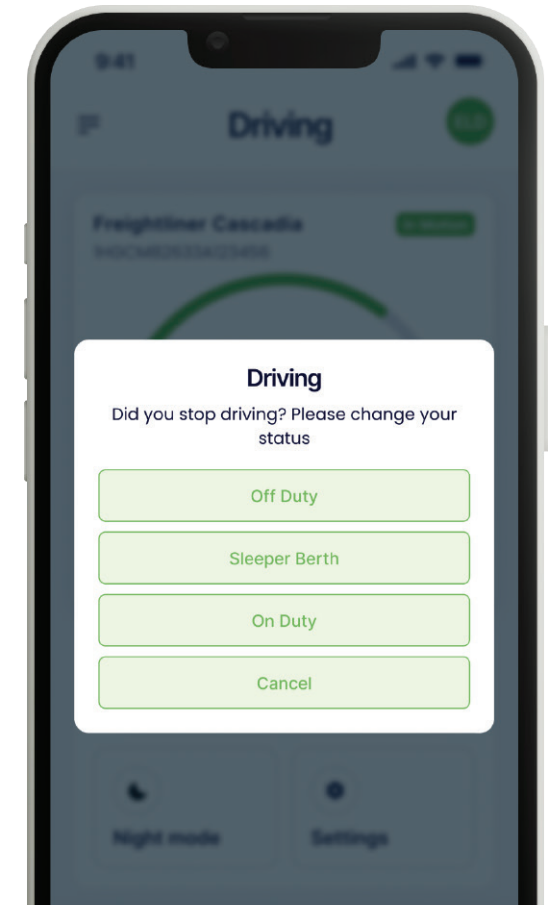 9:41
Driving
Freightliner Cascadia
Driving
Did you stop driving? Please change your
status
Off Duty
Sleeper Berth
On Duty
Cancel
Night mode
Settings